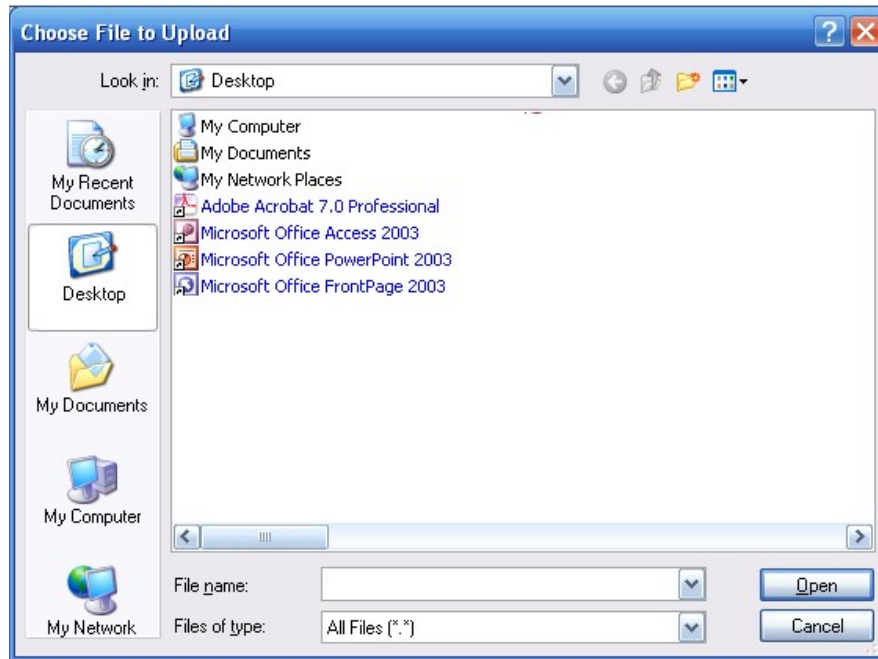 Choose File to Upload
Look in: Desktop
My Recent Documents
Desktop
My Documents
My Computer
My Network
My Computer
My Documents
My Network Places
Adobe Acrobat 7.0 Professional
Microsoft Office Access 2003
Microsoft Office PowerPoint 2003
Microsoft Office FrontPage 2003
File name:
Open
Files of type: All Files (*.*)
Cancel